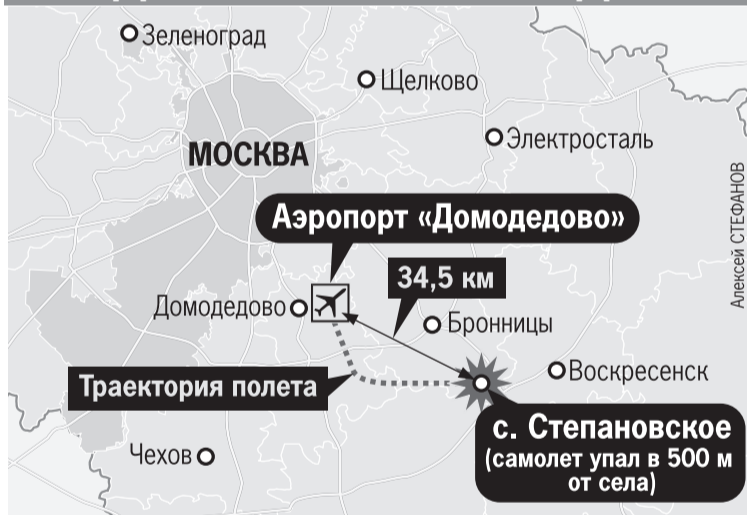 Зеленоград
Щелково
МОСКВА
Электросталь
Аэропорт «Домодедово»
34,5 км
Домодедово
Бронницы
Траектория полета
Воскресенск
с. Степановское
(самолет упал в 500 м
от села)
Чехов
Алексей СТЕФАНОВ